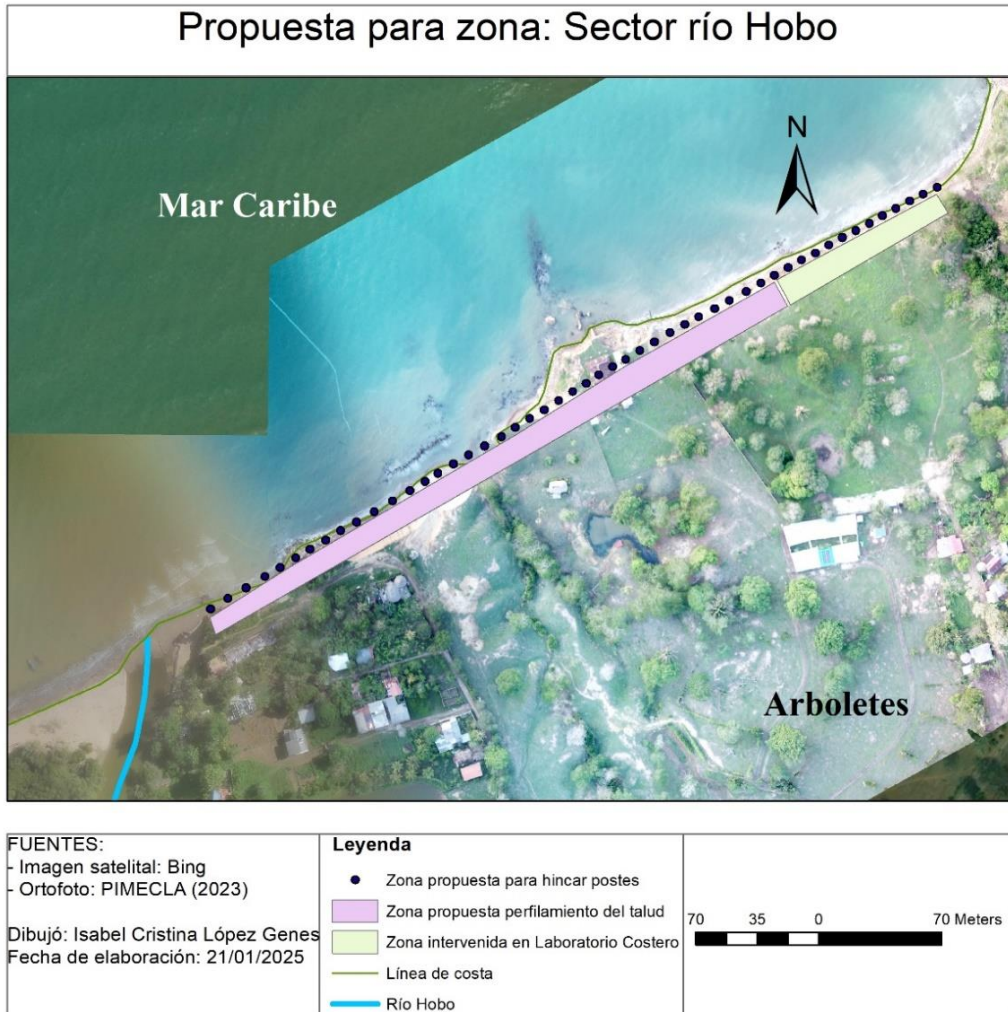 Propuesta para zona: Sector río Hobo
N
Mar Caribe
Arboletes
FUENTES:
- Imagen satelital: Bing
- Ortofoto: PIMECLA (2023)
Dibujó: Isabel Cristina López Genes
Fecha de elaboración: 21/01/2025
Leyenda
Zona propuesta para hincar postes
Zona propuesta perfilamiento del talud
Zona intervenida en Laboratorio Costero
Línea de costa
Río Hobo
70 35 0 70 Meters